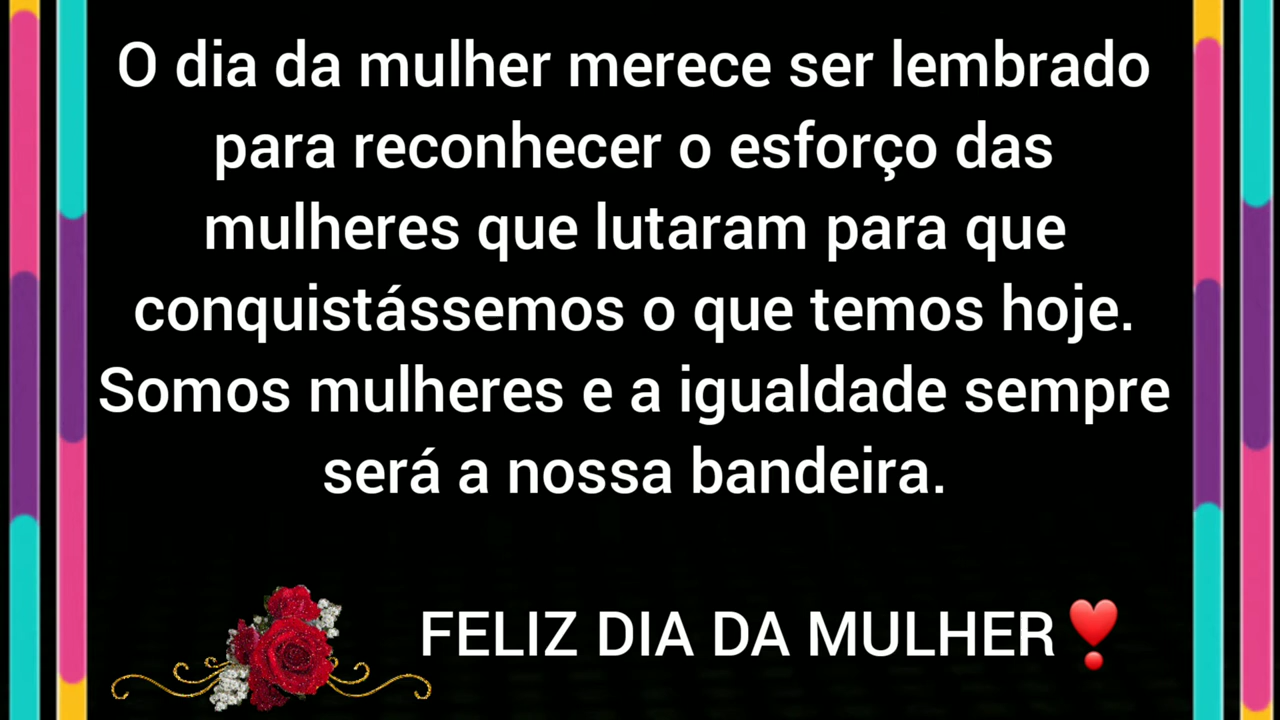 O dia da mulher merece ser lembrado
para reconhecer o esforço das
mulheres que lutaram para que
conquistássemos o que temos hoje.
Somos mulheres e a igualdade sempre
será a nossa bandeira.
FELIZ DIA DA MULHER❣️